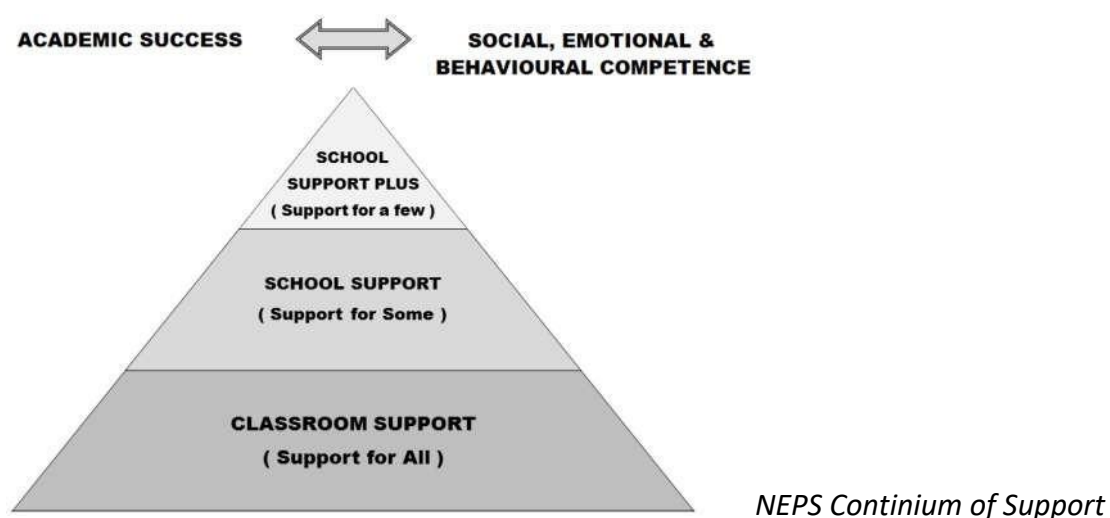 ACADEMIC SUCCESS
SOCIAL, EMOTIONAL &
BEHAVIOURAL COMPETENCE
SCHOOL
SUPPORT PLUS
( Support for a few )
SCHOOL SUPPORT
( Support for Some )
CLASSROOM SUPPORT
( Support for All )
NEPS Continium of Support